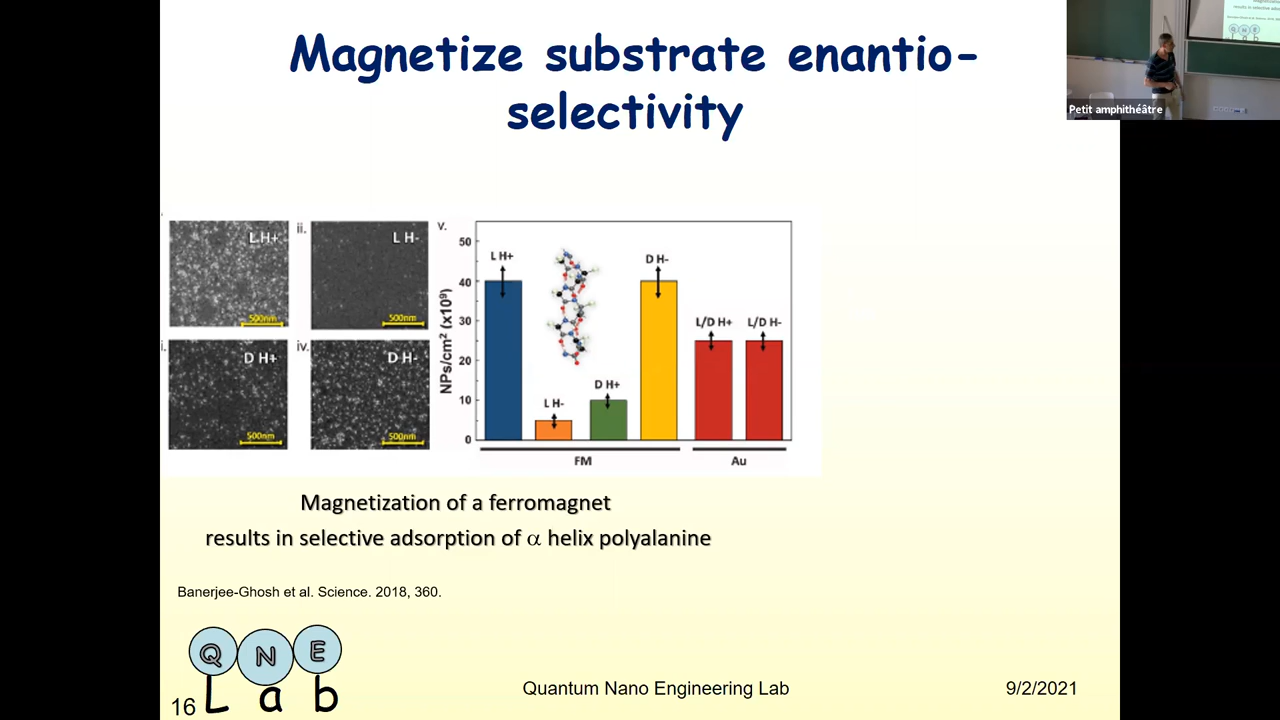 Magnetize substrate enantio-
selectivity
Petit amphithéâtre
L H+
500nm
ii.
L H-
500nm
i.
D H+
500nm
iv.
D H-
500nm
v.
NPs/cm² (x10⁹)
50
40
30
20
10
0
L H+
L H-
D H+
D H-
L/D H+
L/D H-
FM
Au
Magnetization of a ferromagnet
results in selective adsorption of α helix polyalanine
Banerjee-Ghosh et al. Science. 2018, 360.
Q N E
Lab
16
Quantum Nano Engineering Lab
9/2/2021